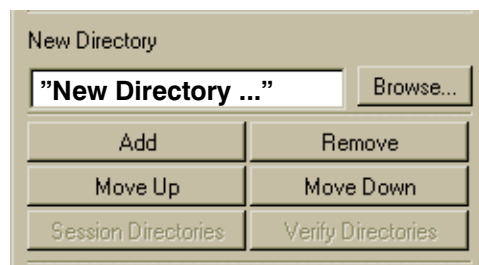 New Directory
”New Directory ...” Browse...
Add Remove
Move Up Move Down
Session Directories Verify Directories